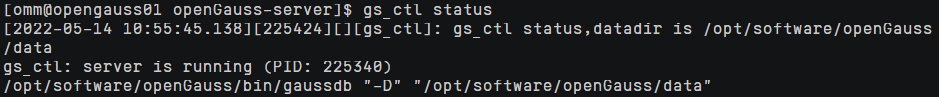 [omm@opengauss01 openGauss-server]$ gs_ctl status
[2022-05-14 10:55:45.138][225424][][gs_ctl]: gs_ctl status,datadir is /opt/software/openGauss
/data
gs_ctl: server is running (PID: 225340)
/opt/software/openGauss/bin/gaussdb "-D" "/opt/software/openGauss/data"